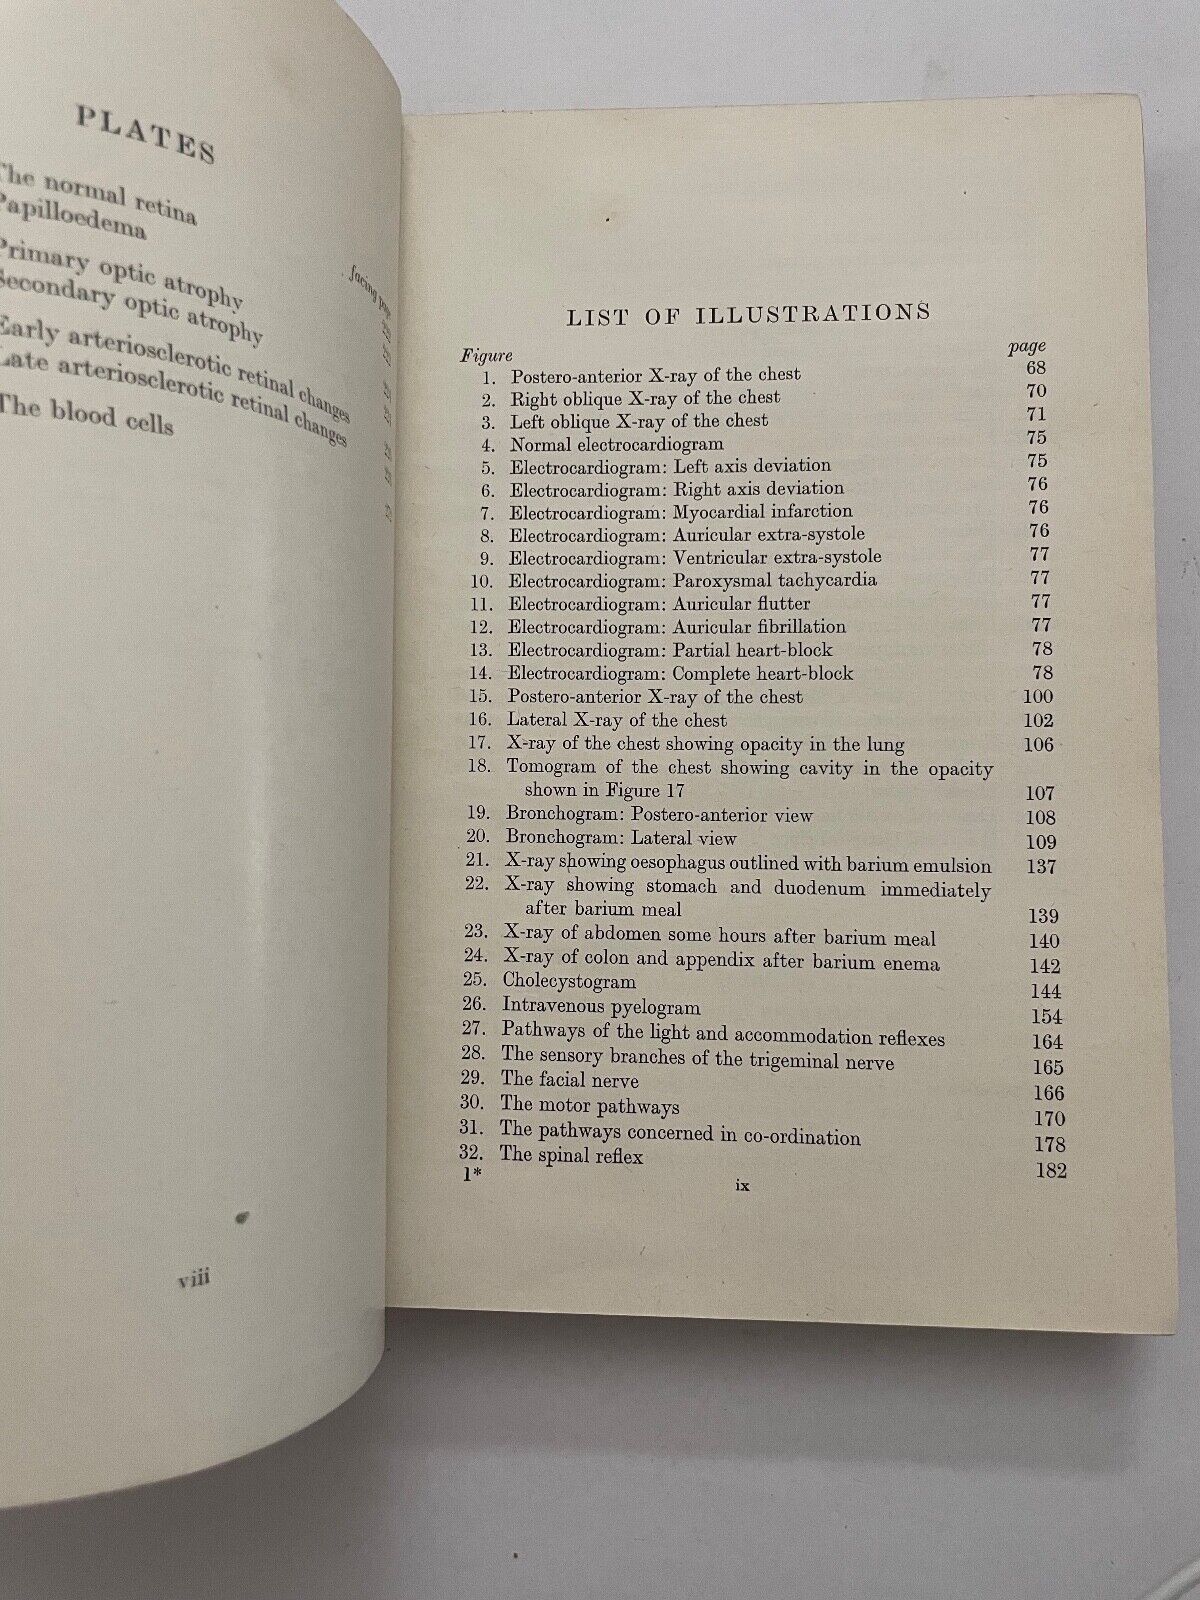 PLATES
facing page
The normal retina
Papilloedema
Primary optic atrophy
Secondary optic atrophy
Early arteriosclerotic retinal changes
Late arteriosclerotic retinal changes
The blood cells
viii
LIST OF ILLUSTRATIONS
Figure page
1. Postero-anterior X-ray of the chest 68
2. Right oblique X-ray of the chest 70
3. Left oblique X-ray of the chest 71
4. Normal electrocardiogram 75
5. Electrocardiogram: Left axis deviation 75
6. Electrocardiogram: Right axis deviation 76
7. Electrocardiogram: Myocardial infarction 76
8. Electrocardiogram: Auricular extra-systole 76
9. Electrocardiogram: Ventricular extra-systole 77
10. Electrocardiogram: Paroxysmal tachycardia 77
11. Electrocardiogram: Auricular flutter 77
12. Electrocardiogram: Auricular fibrillation 77
13. Electrocardiogram: Partial heart-block 78
14. Electrocardiogram: Complete heart-block 78
15. Postero-anterior X-ray of the chest 100
16. Lateral X-ray of the chest 102
17. X-ray of the chest showing opacity in the lung 106
18. Tomogram of the chest showing cavity in the opacity
shown in Figure 17 107
19. Bronchogram: Postero-anterior view 108
20. Bronchogram: Lateral view 109
21. X-ray showing oesophagus outlined with barium emulsion 137
22. X-ray showing stomach and duodenum immediately
after barium meal 139
23. X-ray of abdomen some hours after barium meal 140
24. X-ray of colon and appendix after barium enema 142
25. Cholecystogram 144
26. Intravenous pyelogram 154
27. Pathways of the light and accommodation reflexes 164
28. The sensory branches of the trigeminal nerve 165
29. The facial nerve 166
30. The motor pathways 170
31. The pathways concerned in co-ordination 178
32. The spinal reflex 182
1* ix